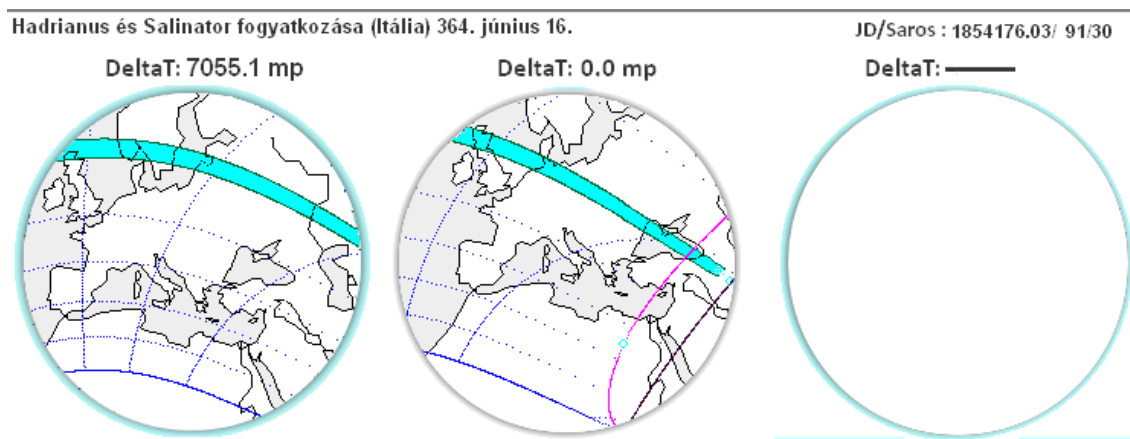 Hadrianus és Salinator fogyatkozása (Itália) 364. június 16.
JD/Saros : 1854176.03/ 91/30
DeltaT: 7055.1 mp
DeltaT: 0.0 mp
DeltaT: